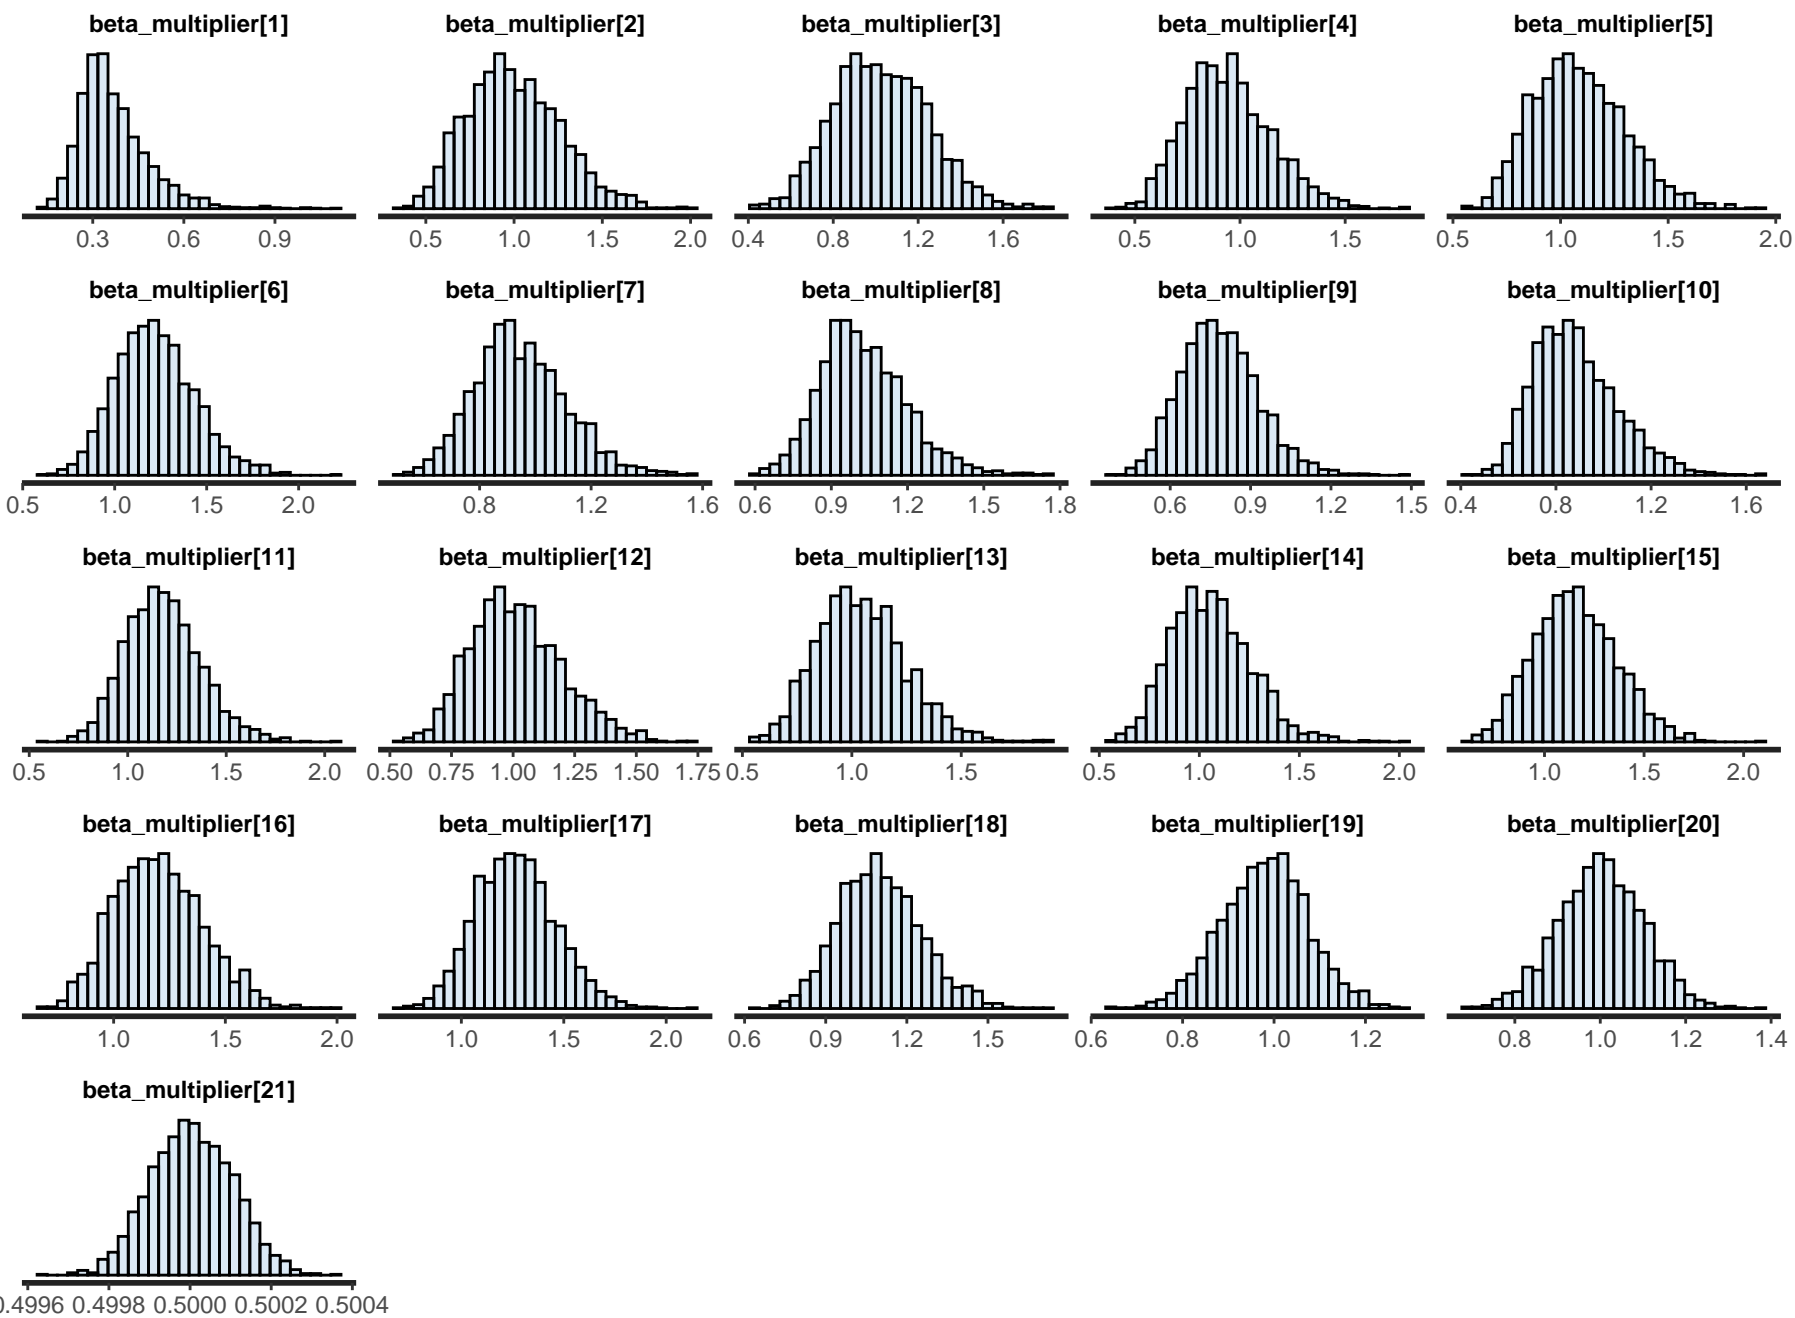 beta_multiplier[1] beta_multiplier[2] beta_multiplier[3] beta_multiplier[4] beta_multiplier[5]
0.3 0.6 0.9 0.5 1.0 1.5 2.0 0.4 0.8 1.2 1.6 0.5 1.0 1.5 0.5 1.0 1.5 2.0
beta_multiplier[6] beta_multiplier[7] beta_multiplier[8] beta_multiplier[9] beta_multiplier[10]
0.5 1.0 1.5 2.0 0.8 1.2 1.6 0.6 0.9 1.2 1.5 1.8 0.6 0.9 1.2 1.5 0.4 0.8 1.2 1.6
beta_multiplier[11] beta_multiplier[12] beta_multiplier[13] beta_multiplier[14] beta_multiplier[15]
0.5 1.0 1.5 2.0 0.50 0.75 1.00 1.25 1.50 1.75 0.5 1.0 1.5 0.5 1.0 1.5 2.0 1.0 1.5 2.0
beta_multiplier[16] beta_multiplier[17] beta_multiplier[18] beta_multiplier[19] beta_multiplier[20]
1.0 1.5 2.0 1.0 1.5 2.0 0.6 0.9 1.2 1.5 0.6 0.8 1.0 1.2 0.8 1.0 1.2 1.4
beta_multiplier[21]
0.4996 0.4998 0.5000 0.5002 0.5004